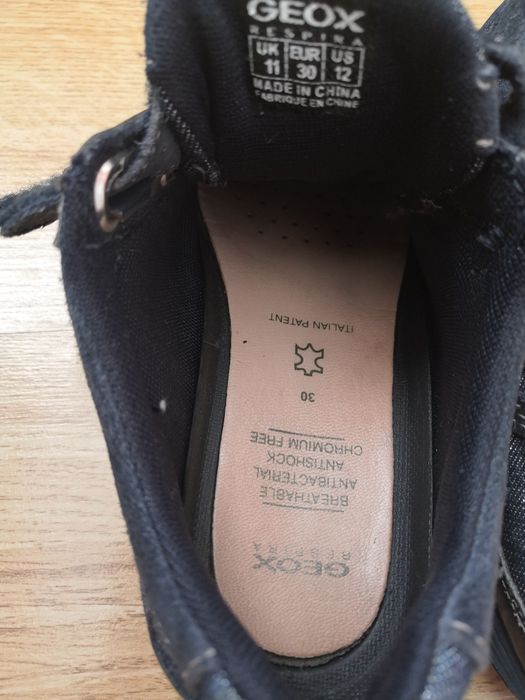 GEOX
RESPIRA
UK EUR US
11 30 12
MADE IN CHINA
FABRIQUE EN CHINE
GEOX
RESPIRA
BREATHABLE
ANTIBACTERIAL
ANTISHOCK
CHROMIUM FREE
30
ITALIAN PATENT